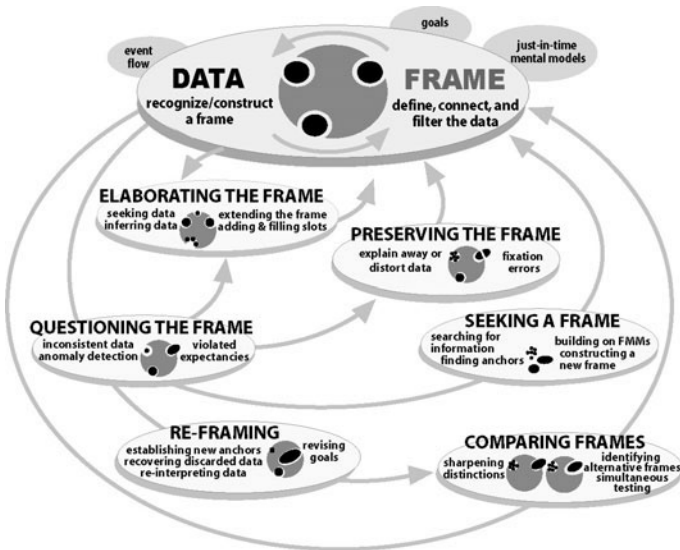 event
flow
goals
just-in-time
mental models
DATA
recognize/construct
a frame
FRAME
define, connect, and
filter the data
ELABORATING THE FRAME
seeking data
inferring data
extending the frame
adding & filling slots
PRESERVING THE FRAME
explain away or
distort data
fixation
errors
QUESTIONING THE FRAME
inconsistent data
anomaly detection
violated
expectancies
SEEKING A FRAME
searching for
information
finding anchors
building on FMMs
constructing a
new frame
RE-FRAMING
establishing new anchors
recovering discarded data
re-interpreting data
revising
goals
COMPARING FRAMES
sharpening
distinctions
identifying
alternative frames
simultaneous
testing